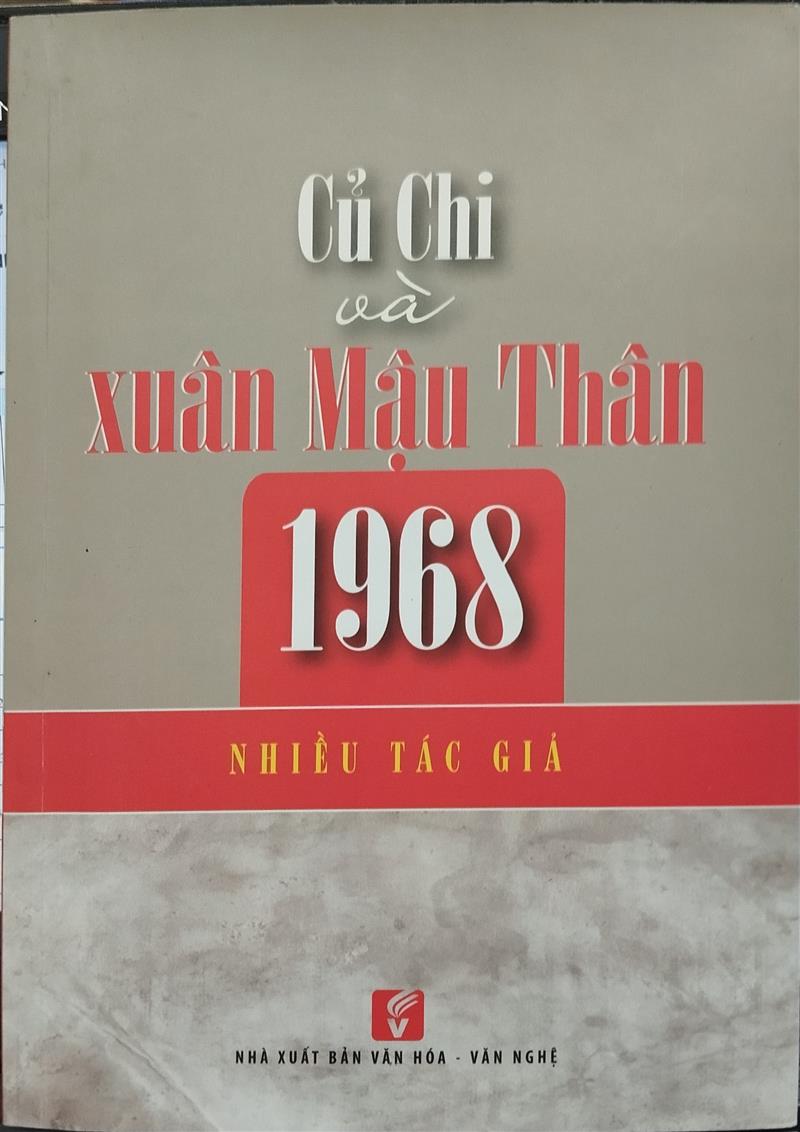 Củ Chi
và
xuân Mậu Thân
1968
NHIỀU TÁC GIẢ
V
NHÀ XUẤT BẢN VĂN HÓA - VĂN NGHỆ